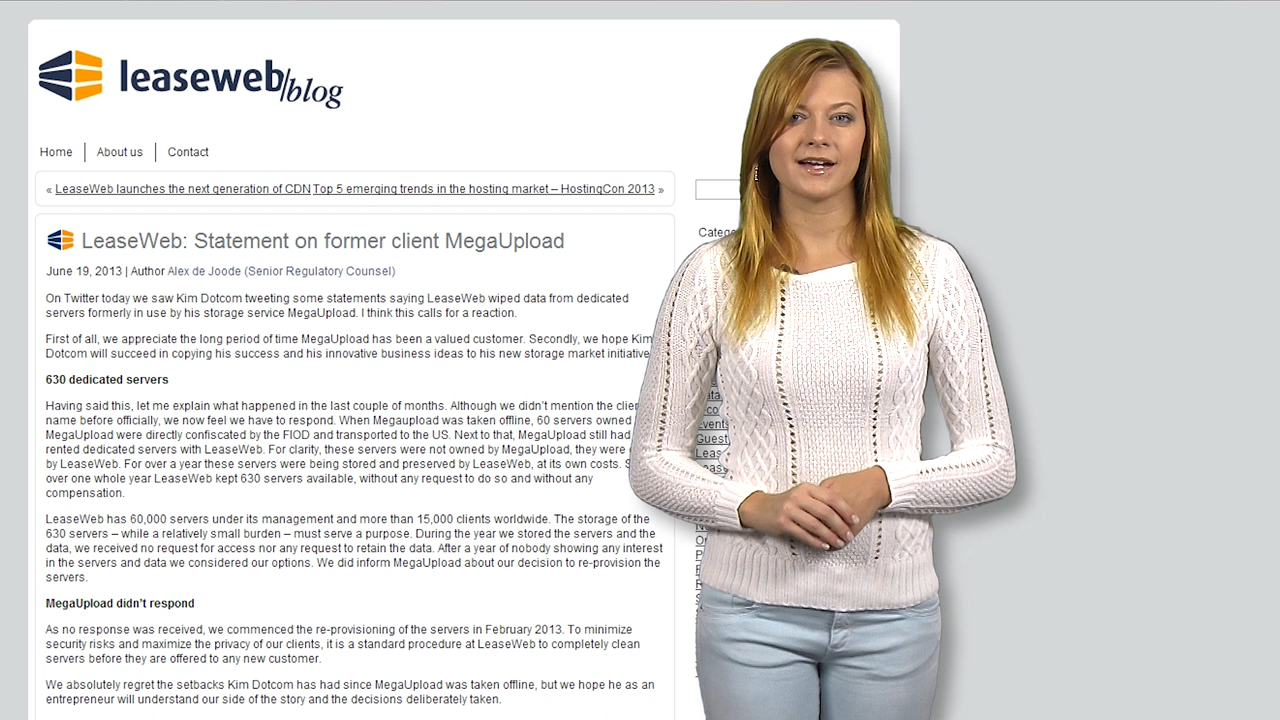 leaseweb/blog
Home | About us | Contact
« LeaseWeb launches the next generation of CDN Top 5 emerging trends in the hosting market – HostingCon 2013 »
LeaseWeb: Statement on former client MegaUpload
Catego
June 19, 2013 | Author Alex de Joode (Senior Regulatory Counsel)
On Twitter today we saw Kim Dotcom tweeting some statements saying LeaseWeb wiped data from dedicated
servers formerly in use by his storage service MegaUpload. I think this calls for a reaction.
First of all, we appreciate the long period of time MegaUpload has been a valued customer. Secondly, we hope Kim
Dotcom will succeed in copying his success and his innovative business ideas to his new storage market initiative
630 dedicated servers
Having said this, let me explain what happened in the last couple of months. Although we didn't mention the
name before officially, we now feel we have to respond. When Megaupload was taken offline, 60 servers owned
MegaUpload were directly confiscated by the FIOD and transported to the US. Next to that, MegaUpload still had
rented dedicated servers with LeaseWeb. For clarity, these servers were not owned by MegaUpload, they were
by LeaseWeb. For over a year these servers were being stored and preserved by LeaseWeb, at its own costs.
over one whole year LeaseWeb kept 630 servers available, without any request to do so and without any
compensation.
Events
Guest
LeaseWeb has 60,000 servers under its management and more than 15,000 clients worldwide. The storage of the
630 servers – while a relatively small burden – must serve a purpose. During the year we stored the servers and the
data, we received no request for access nor any request to retain the data. After a year of nobody showing any interest
in the servers and data we considered our options. We did inform MegaUpload about our decision to re-provision the
servers.
MegaUpload didn't respond
As no response was received, we commenced the re-provisioning of the servers in February 2013. To minimize
security risks and maximize the privacy of our clients, it is a standard procedure at LeaseWeb to completely clean
servers before they are offered to any new customer.
We absolutely regret the setbacks Kim Dotcom has had since MegaUpload was taken offline, but we hope he as an
entrepreneur will understand our side of the story and the decisions deliberately taken.